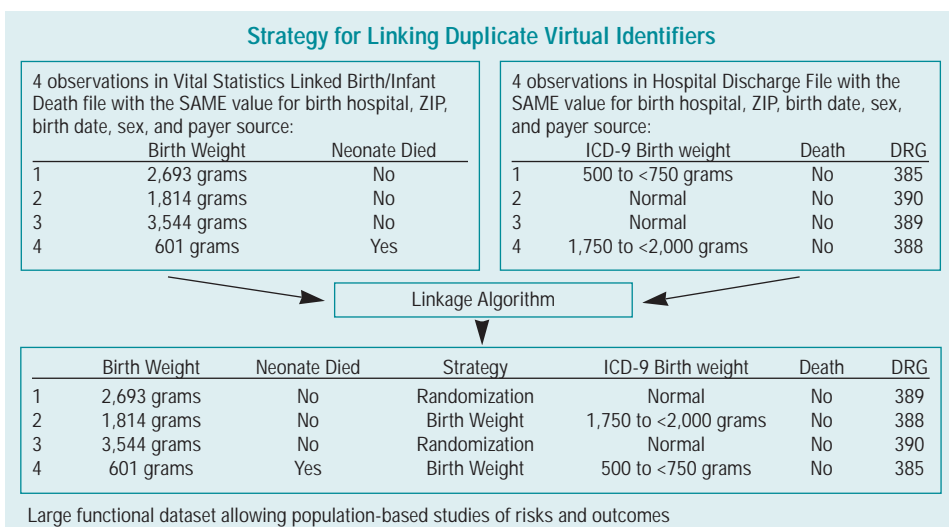 Strategy for Linking Duplicate Virtual Identifiers
4 observations in Vital Statistics Linked Birth/Infant
Death file with the SAME value for birth hospital, ZIP,
birth date, sex, and payer source:
Birth Weight Neonate Died
1 2,693 grams No
2 1,814 grams No
3 3,544 grams No
4 601 grams Yes
4 observations in Hospital Discharge File with the
SAME value for birth hospital, ZIP, birth date, sex,
and payer source:
ICD-9 Birth weight Death DRG
1 500 to <750 grams No 385
2 Normal No 390
3 Normal No 389
4 1,750 to <2,000 grams No 388
Linkage Algorithm
Birth Weight Neonate Died Strategy ICD-9 Birth weight Death DRG
1 2,693 grams No Randomization Normal No 389
2 1,814 grams No Birth Weight 1,750 to <2,000 grams No 388
3 3,544 grams No Randomization Normal No 390
4 601 grams Yes Birth Weight 500 to <750 grams No 385
Large functional dataset allowing population-based studies of risks and outcomes